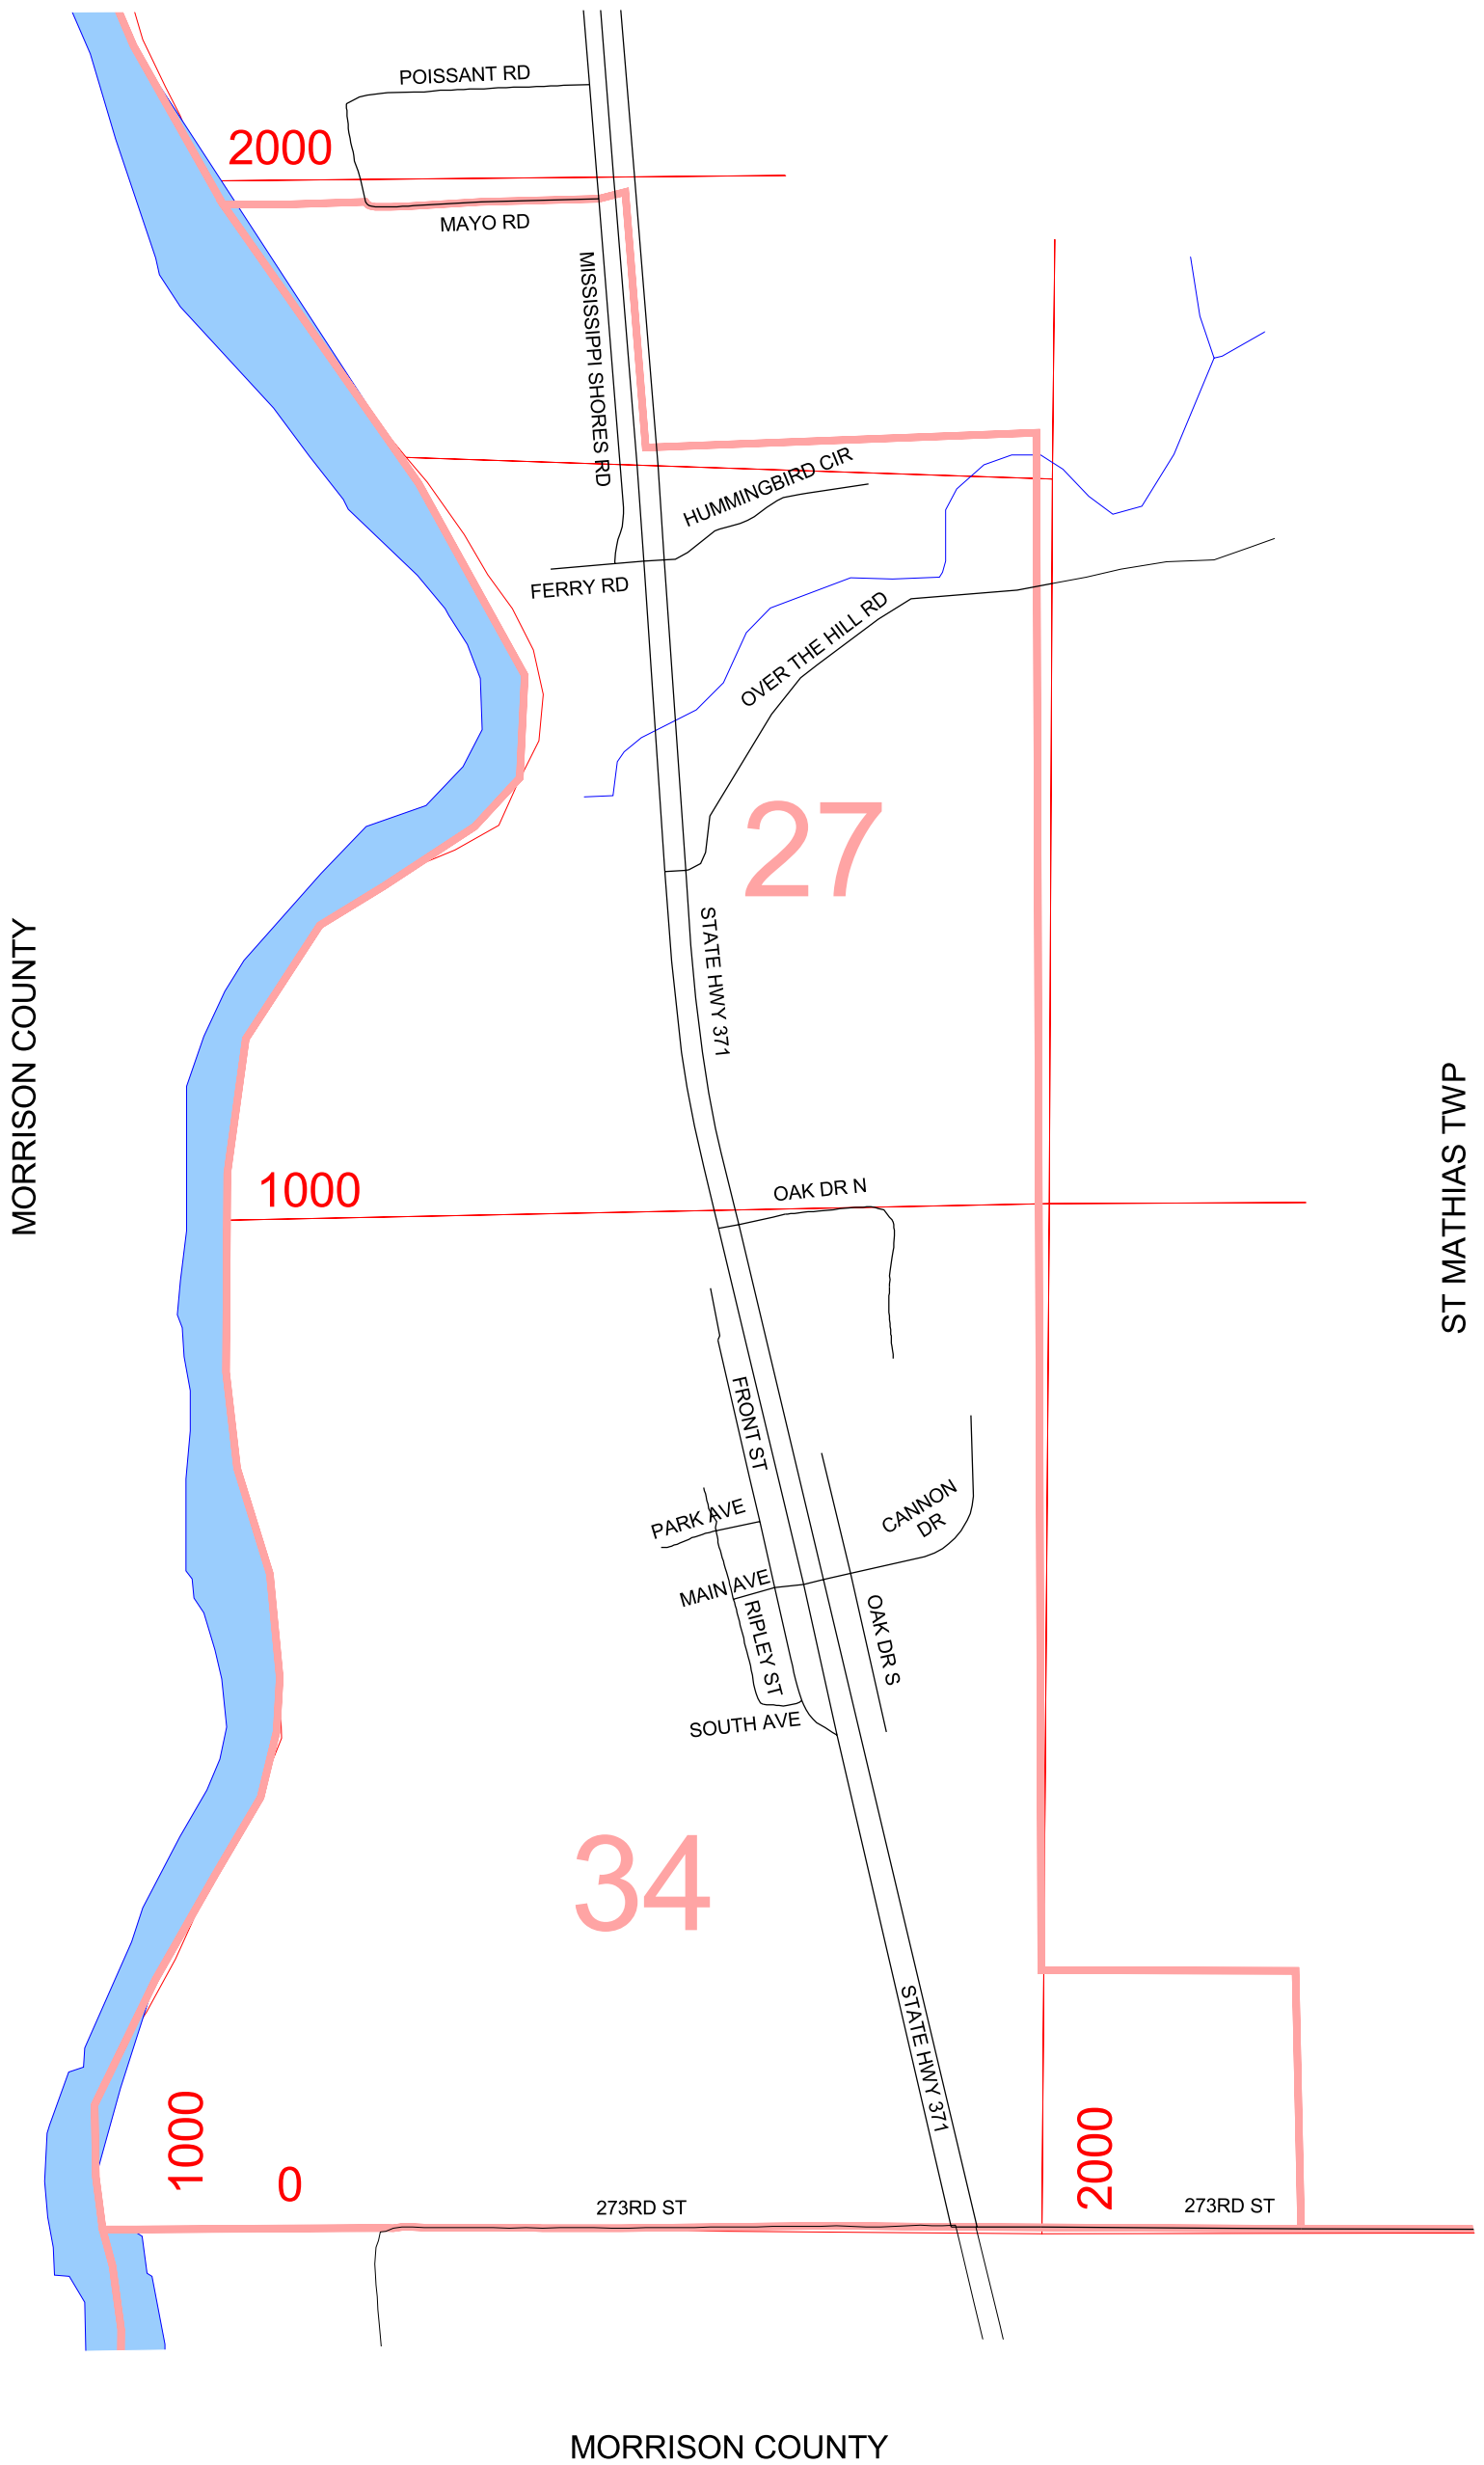 POISSANT RD
2000
MAYO RD
MISSISSIPPI SHORES RD
HUMMINGBIRD CIR
FERRY RD
OVER THE HILL RD
27
STATE HWY 371
MORRISON COUNTY
ST MATHIAS TWP
1000
OAK DR N
FRONT ST
PARK AVE
CANNON
DR
MAIN AVE
RIPLEY ST
OAK DR S
SOUTH AVE
34
STATE HWY 371
1000
0
2000
273RD ST
273RD ST
MORRISON COUNTY